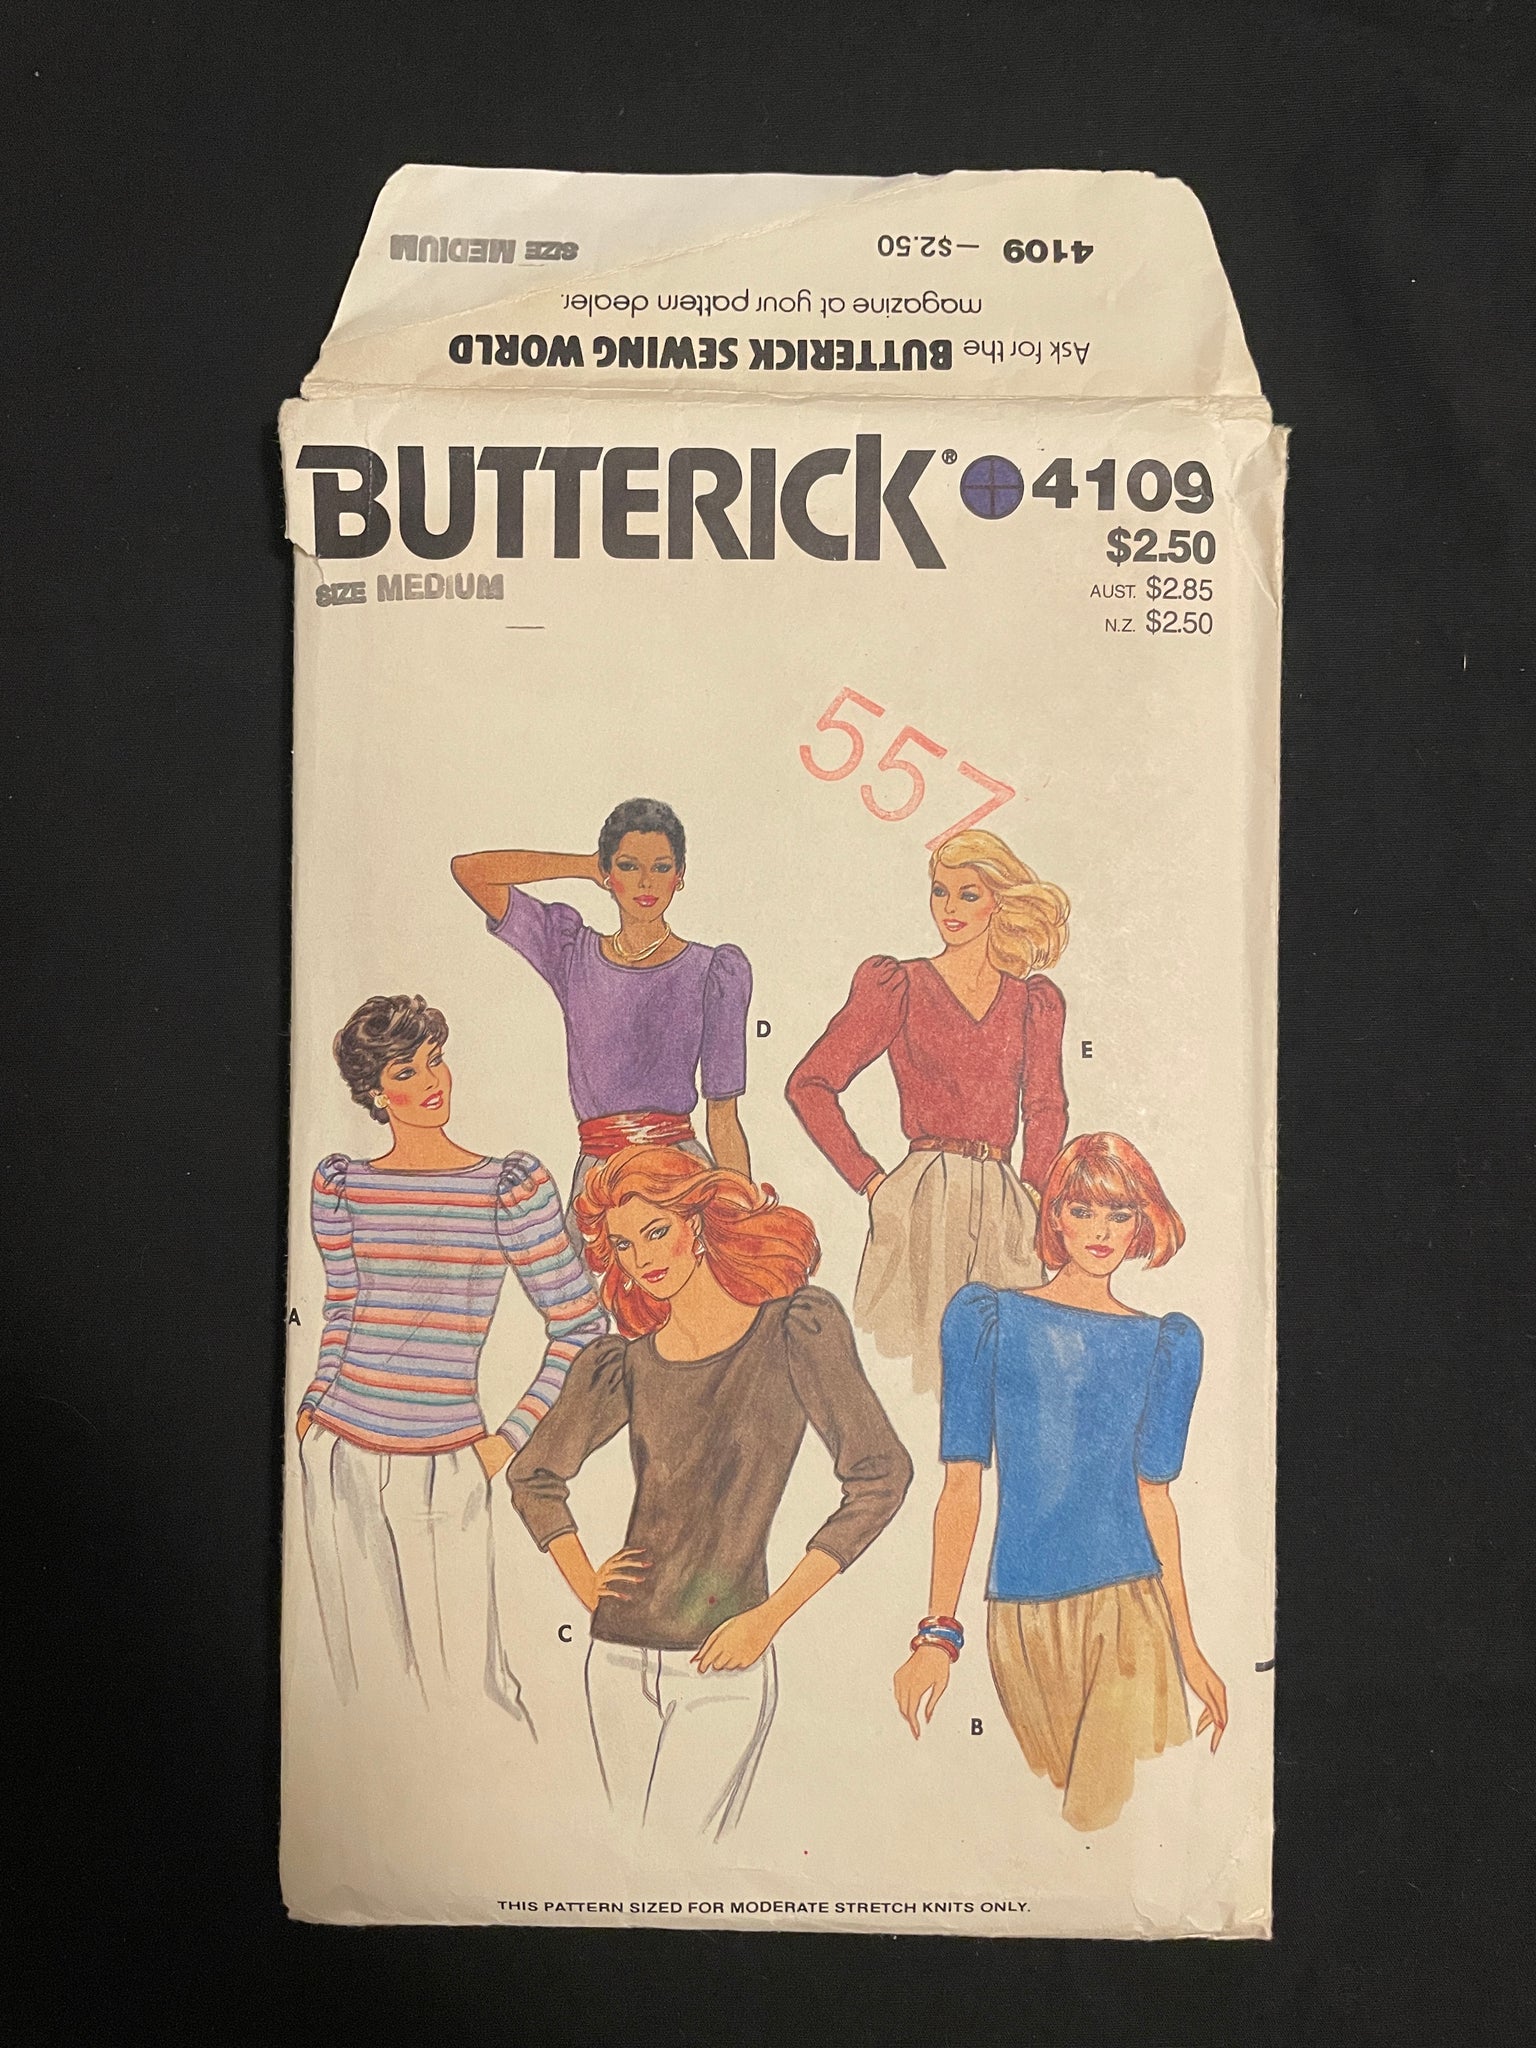 4109 – $2.50 SIZE MEDIUM
Ask for the BUTTERICK SEWING WORLD
magazine at your pattern dealer.
BUTTERICK® 4109
$2.50
SIZE MEDIUM
AUST. $2.85
N.Z. $2.50
557
D
E
A
C
B
THIS PATTERN SIZED FOR MODERATE STRETCH KNITS ONLY.